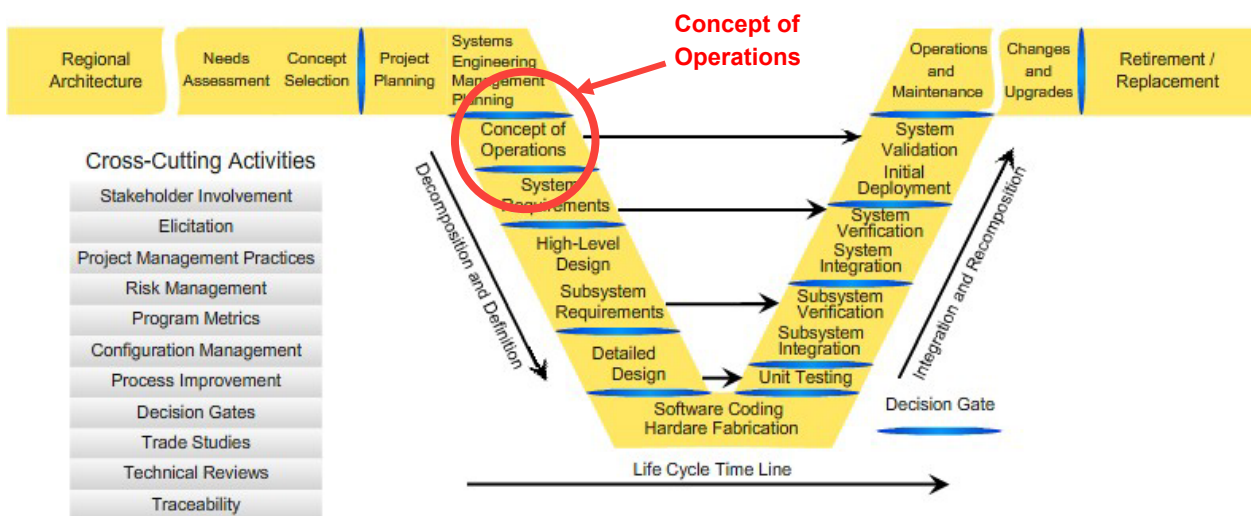 Concept of
Operations
Regional
Architecture
Needs
Assessment
Concept
Selection
Project
Planning
Systems
Engineering
Management
Planning
Operations
and
Maintenance
Changes
and
Upgrades
Retirement /
Replacement
Concept of
Operations
System
Requirements
High-Level
Design
Subsystem
Requirements
Detailed
Design
Software Coding
Hardare Fabrication
Unit Testing
Subsystem
Integration
Subsystem
Verification
System
Integration
System
Verification
Initial
Deployment
System
Validation
Decomposition and Definition
Integration and Recomposition
Decision Gate
Life Cycle Time Line
Cross-Cutting Activities
Stakeholder Involvement
Elicitation
Project Management Practices
Risk Management
Program Metrics
Configuration Management
Process Improvement
Decision Gates
Trade Studies
Technical Reviews
Traceability